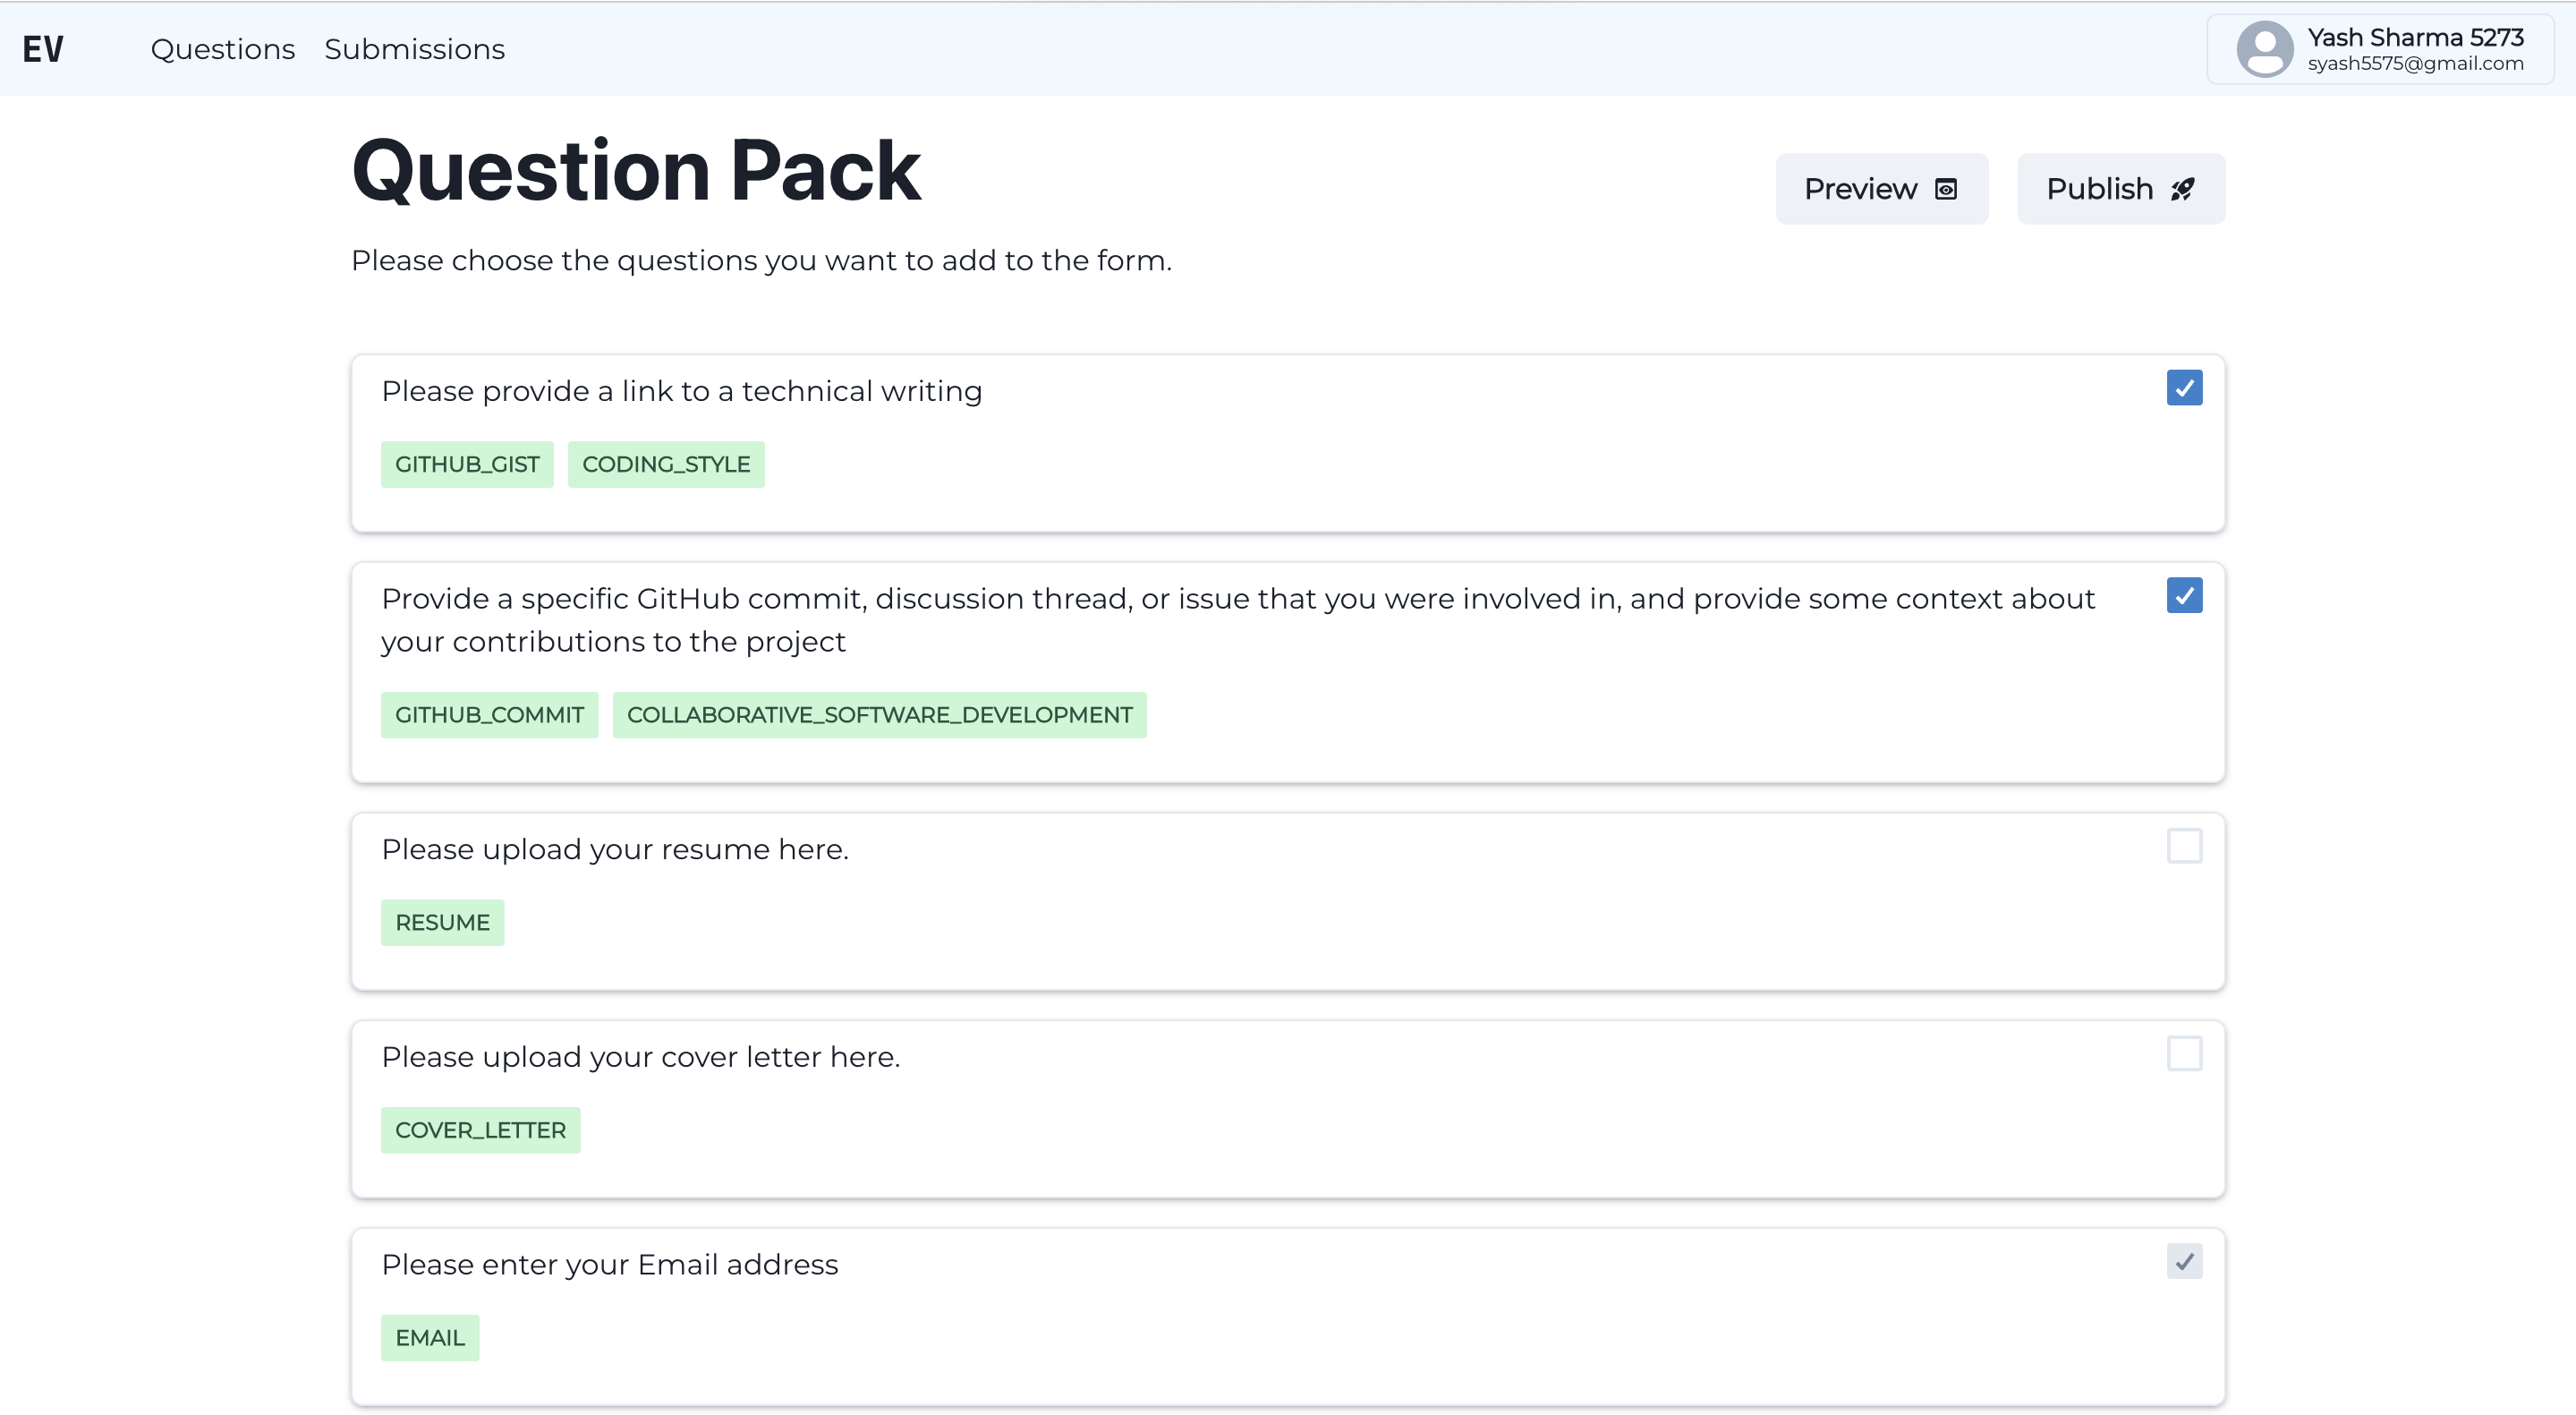 EV
Questions
Submissions
Yash Sharma 5273
syash5575@gmail.com
Question Pack
Preview
Publish
Please choose the questions you want to add to the form.
Please provide a link to a technical writing
GITHUB_GIST
CODING_STYLE
Provide a specific GitHub commit, discussion thread, or issue that you were involved in, and provide some context about
your contributions to the project
GITHUB_COMMIT
COLLABORATIVE_SOFTWARE_DEVELOPMENT
Please upload your resume here.
RESUME
Please upload your cover letter here.
COVER_LETTER
Please enter your Email address
EMAIL